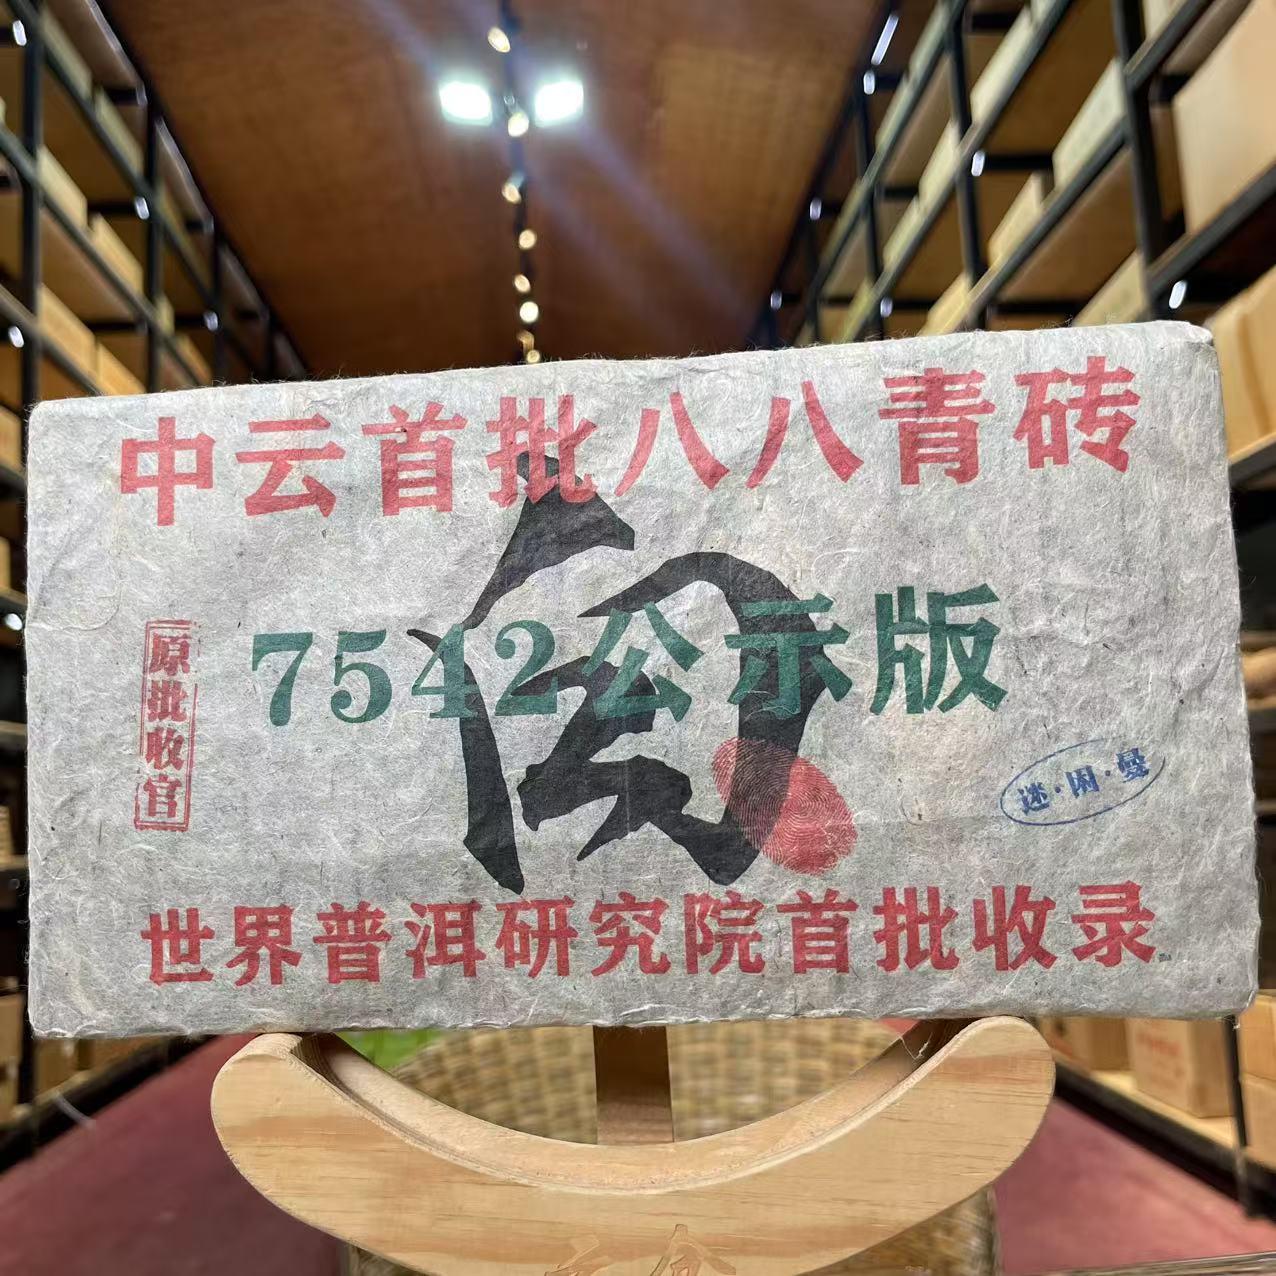 中云首批八八青砖
7542公示版
原批收官
迷·困·曼
世界普洱研究院首批收录